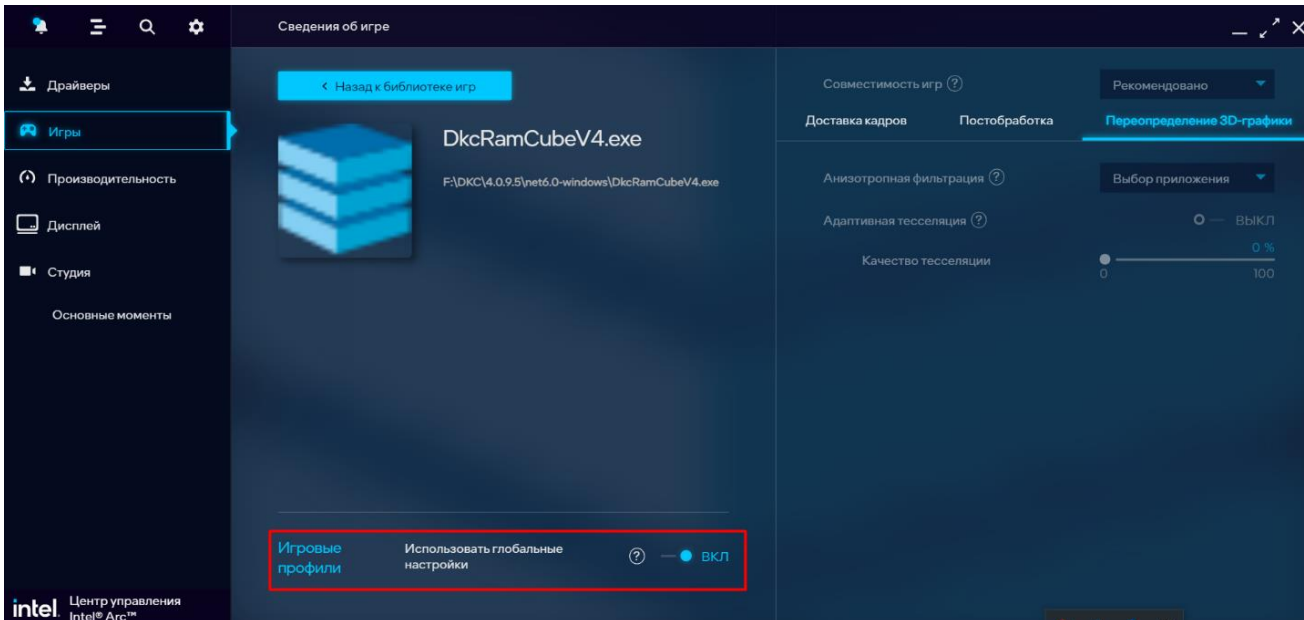 Сведения об игре
Драйверы
Игры
Производительность
Дисплей
Студия
Основные моменты
intel.
Центр управления
Intel® Arc™
< Назад к библиотеке игр
DkcRamCubeV4.exe
F:\DKC\4.0.9.5\net6.0-windows\DkcRamCubeV4.exe
Игровые
профили
Использовать глобальные
настройки
?
ВКЛ
Совместимость игр ?
Рекомендовано
Доставка кадров Постобработка Переопределение 3D-графики
Анизотропная фильтрация ?
Выбор приложения
Адаптивная тесселяция ?
ВЫКЛ
Качество тесселяции
0 %
0 100